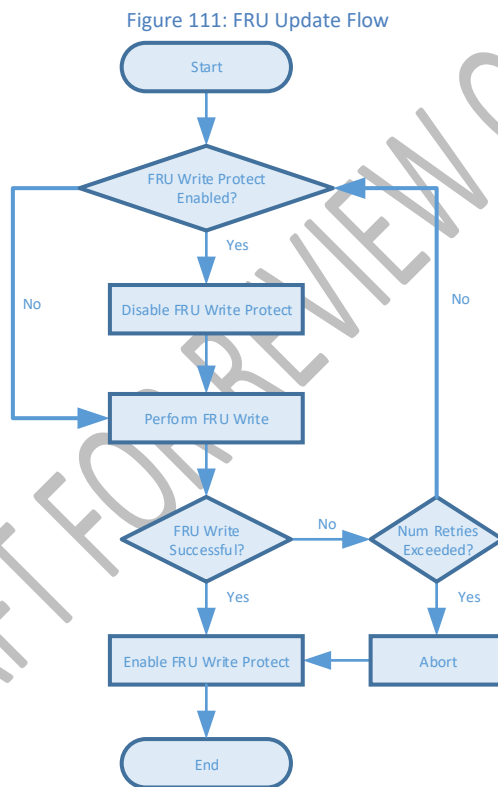 Figure 111: FRU Update Flow
Start
FRU Write Protect
Enabled?
Yes
No
No
Disable FRU Write Protect
Perform FRU Write
FRU Write
Successful?
No
Num Retries
Exceeded?
Yes
Yes
Enable FRU Write Protect
Abort
End
FOR REVIEW